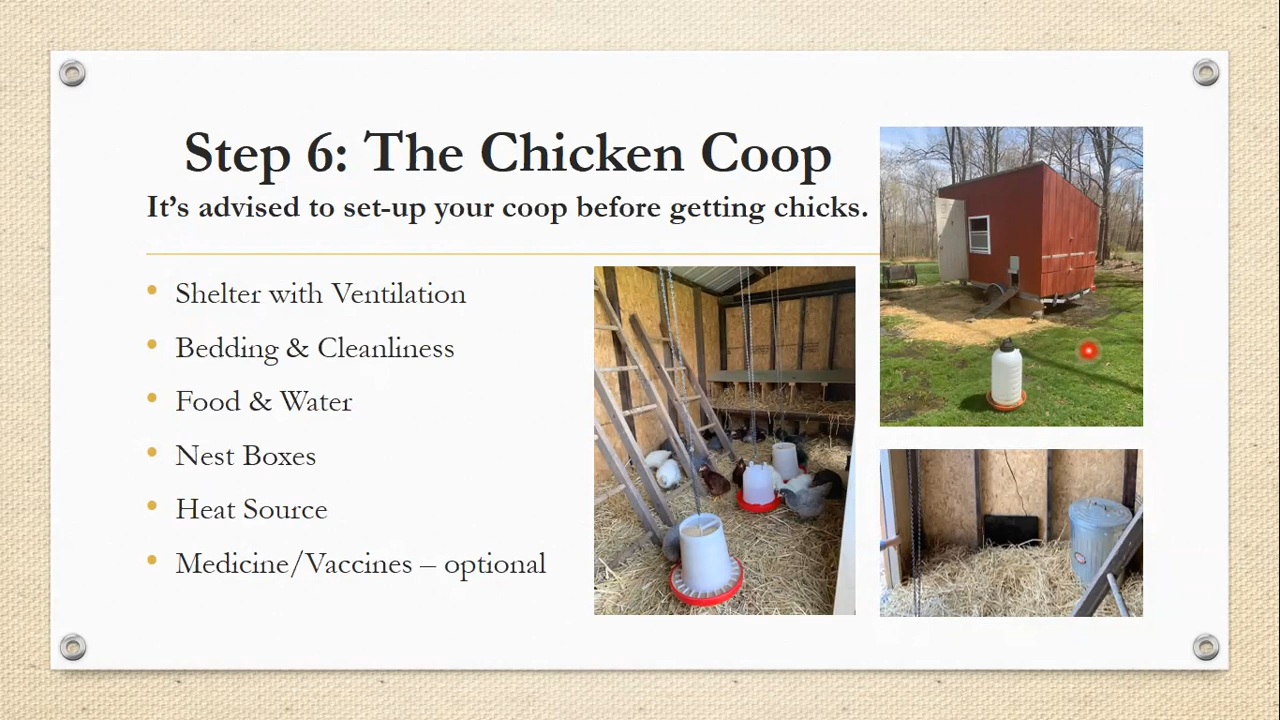 Step 6: The Chicken Coop
It’s advised to set-up your coop before getting chicks.
Shelter with Ventilation
Bedding & Cleanliness
Food & Water
Nest Boxes
Heat Source
Medicine/Vaccines – optional